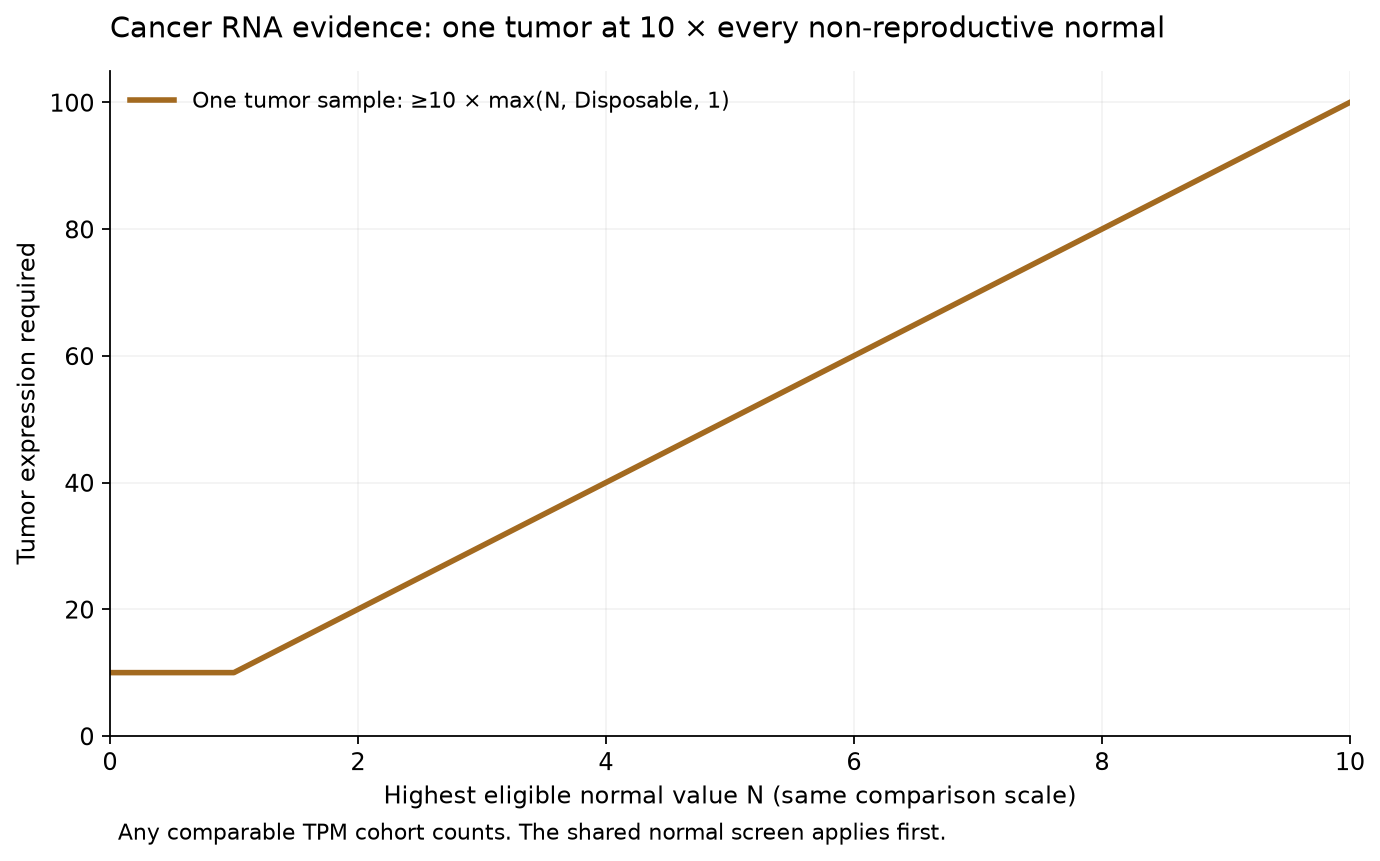 Cancer RNA evidence: one tumor at 10 × every non-reproductive normal
One tumor sample: ≥10 × max(N, Disposable, 1)
Tumor expression required
100
80
60
40
20
0
0 2 4 6 8 10
Highest eligible normal value N (same comparison scale)
Any comparable TPM cohort counts. The shared normal screen applies first.